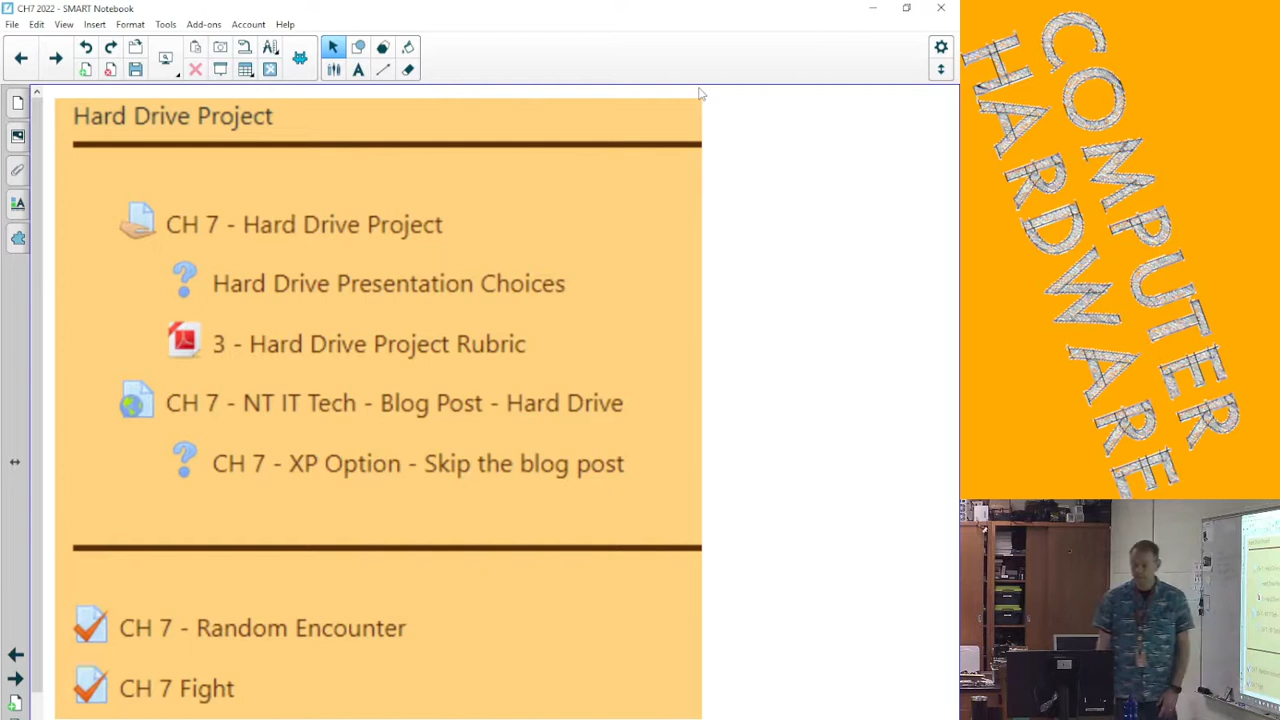 CH7 2022 - SMART Notebook
File Edit View Insert Format Tools Add-ons Account Help
Hard Drive Project
CH 7 - Hard Drive Project
Hard Drive Presentation Choices
3 - Hard Drive Project Rubric
CH 7 - NT IT Tech - Blog Post - Hard Drive
CH 7 - XP Option - Skip the blog post
CH 7 - Random Encounter
CH 7 Fight
COMPUTER
HARDWARE